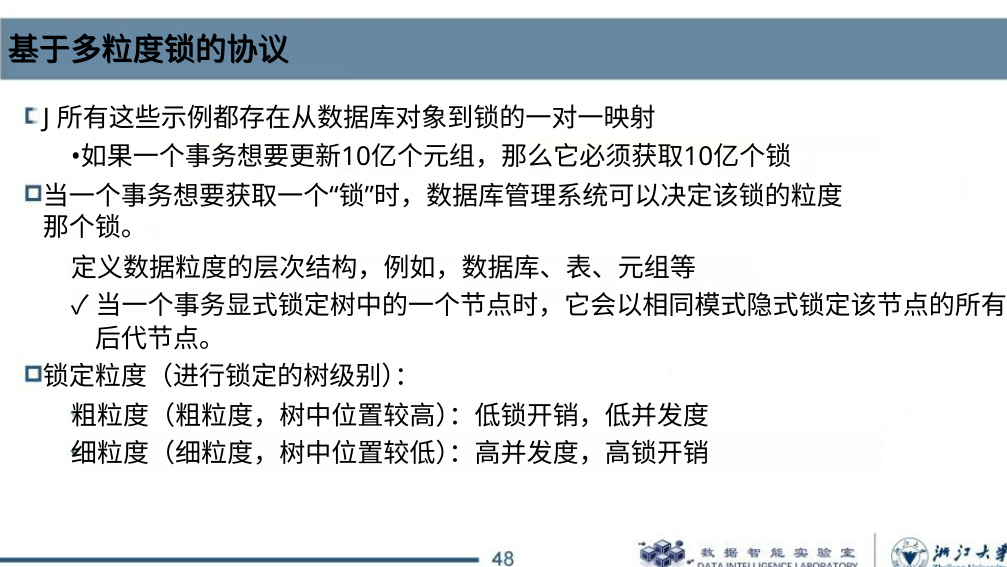 基于多粒度锁的协议
J 所有这些示例都存在从数据库对象到锁的一对一映射
•如果一个事务想要更新10亿个元组，那么它必须获取10亿个锁
当一个事务想要获取一个“锁”时，数据库管理系统可以决定该锁的粒度
那个锁。
定义数据粒度的层次结构，例如，数据库、表、元组等
✓ 当一个事务显式锁定树中的一个节点时，它会以相同模式隐式锁定该节点的所有
后代节点。
锁定粒度（进行锁定的树级别）：
粗粒度（粗粒度，树中位置较高）：低锁开销，低并发度
细粒度（细粒度，树中位置较低）：高并发度，高锁开销
48
数据智能实验室
DATA INTELLIGENCE LABORATORY
浙江大学